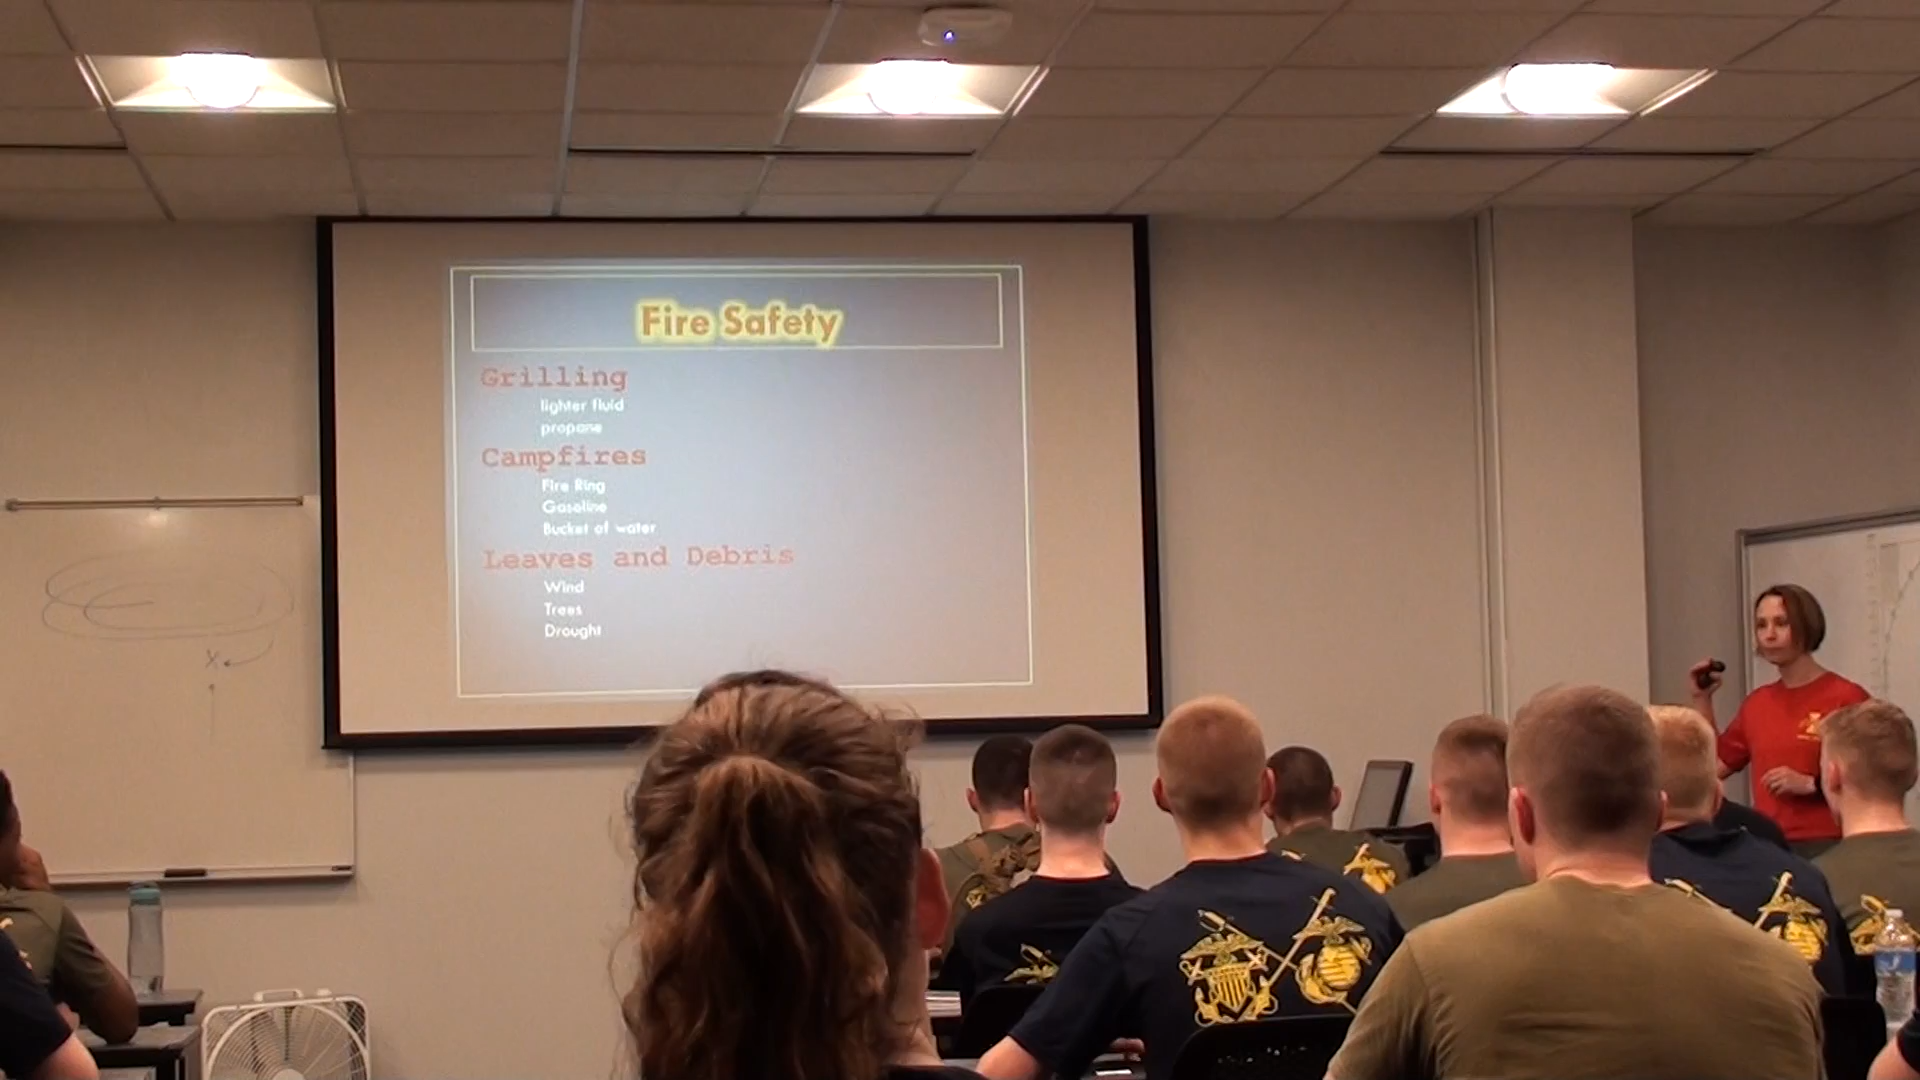 Fire Safety
Grilling
lighter fluid
propane
Campfires
Fire Ring
Gasoline
Bucket of water
Leaves and Debris
Wind
Trees
Drought
X